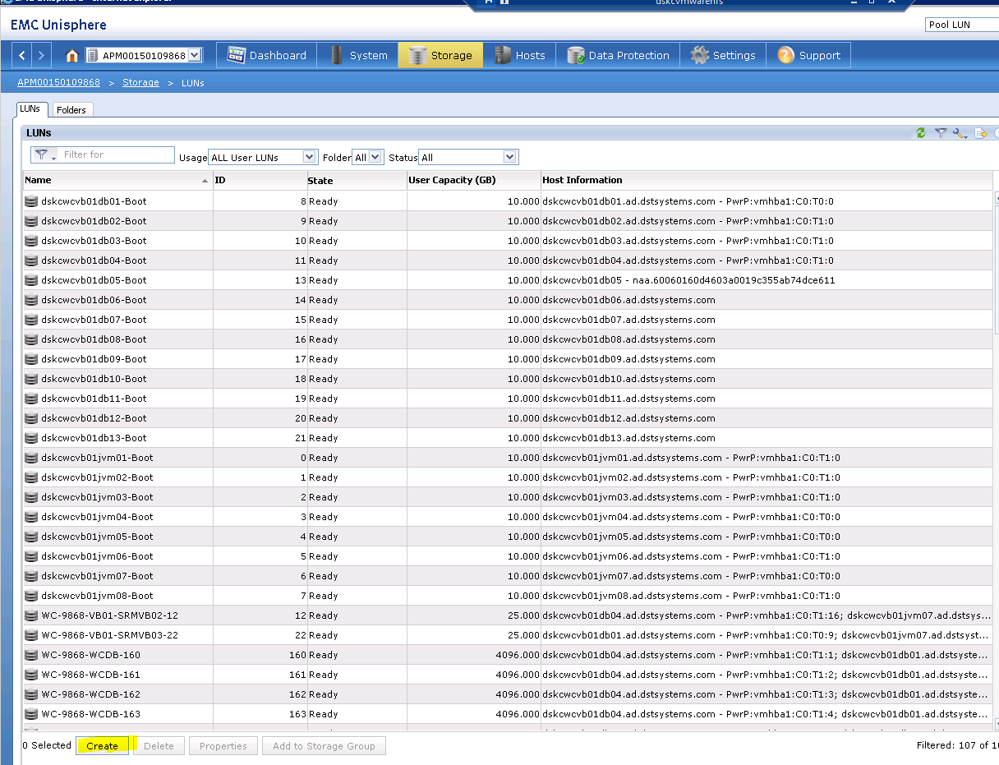 dskcvmwarehfs
EMC Unisphere
Pool LUN
APM00150109868 Dashboard System Storage Hosts Data Protection Settings Support
APM00150109868 > Storage > LUNs
LUNs Folders
LUNs
Filter for Usage ALL User LUNs Folder All Status All
Name ID State User Capacity (GB) Host Information
dskcwcvb01db01-Boot 8 Ready 10.000 dskcwcvb01db01.ad.dstsystems.com - PwrP:vmhba1:C0:T0:0
dskcwcvb01db02-Boot 9 Ready 10.000 dskcwcvb01db02.ad.dstsystems.com - PwrP:vmhba1:C0:T1:0
dskcwcvb01db03-Boot 10 Ready 10.000 dskcwcvb01db03.ad.dstsystems.com - PwrP:vmhba1:C0:T1:0
dskcwcvb01db04-Boot 11 Ready 10.000 dskcwcvb01db04.ad.dstsystems.com - PwrP:vmhba1:C0:T1:0
dskcwcvb01db05-Boot 13 Ready 10.000 dskcwcvb01db05 - naa.60060160d4603a0019c355ab74dce611
dskcwcvb01db06-Boot 14 Ready 10.000 dskcwcvb01db06.ad.dstsystems.com
dskcwcvb01db07-Boot 15 Ready 10.000 dskcwcvb01db07.ad.dstsystems.com
dskcwcvb01db08-Boot 16 Ready 10.000 dskcwcvb01db08.ad.dstsystems.com
dskcwcvb01db09-Boot 17 Ready 10.000 dskcwcvb01db09.ad.dstsystems.com
dskcwcvb01db10-Boot 18 Ready 10.000 dskcwcvb01db10.ad.dstsystems.com
dskcwcvb01db11-Boot 19 Ready 10.000 dskcwcvb01db11.ad.dstsystems.com
dskcwcvb01db12-Boot 20 Ready 10.000 dskcwcvb01db12.ad.dstsystems.com
dskcwcvb01db13-Boot 21 Ready 10.000 dskcwcvb01db13.ad.dstsystems.com
dskcwcvb01jvm01-Boot 0 Ready 10.000 dskcwcvb01jvm01.ad.dstsystems.com - PwrP:vmhba1:C0:T1:0
dskcwcvb01jvm02-Boot 1 Ready 10.000 dskcwcvb01jvm02.ad.dstsystems.com - PwrP:vmhba1:C0:T1:0
dskcwcvb01jvm03-Boot 2 Ready 10.000 dskcwcvb01jvm03.ad.dstsystems.com - PwrP:vmhba1:C0:T1:0
dskcwcvb01jvm04-Boot 3 Ready 10.000 dskcwcvb01jvm04.ad.dstsystems.com - PwrP:vmhba1:C0:T0:0
dskcwcvb01jvm05-Boot 4 Ready 10.000 dskcwcvb01jvm05.ad.dstsystems.com - PwrP:vmhba1:C0:T0:0
dskcwcvb01jvm06-Boot 5 Ready 10.000 dskcwcvb01jvm06.ad.dstsystems.com - PwrP:vmhba1:C0:T1:0
dskcwcvb01jvm07-Boot 6 Ready 10.000 dskcwcvb01jvm07.ad.dstsystems.com - PwrP:vmhba1:C0:T0:0
dskcwcvb01jvm08-Boot 7 Ready 10.000 dskcwcvb01jvm08.ad.dstsystems.com - PwrP:vmhba1:C0:T1:0
WC-9868-VB01-SRMVB02-12 12 Ready 25.000 dskcwcvb01db04.ad.dstsystems.com - PwrP:vmhba1:C0:T1:16; dskcwcvb01jvm07.ad.dstsys...
WC-9868-VB01-SRMVB03-22 22 Ready 25.000 dskcwcvb01db01.ad.dstsystems.com - PwrP:vmhba1:C0:T0:9; dskcwcvb01jvm07.ad.dstsyst...
WC-9868-WCDB-160 160 Ready 4096.000 dskcwcvb01db04.ad.dstsystems.com - PwrP:vmhba1:C0:T1:1; dskcwcvb01db01.ad.dstsyste...
WC-9868-WCDB-161 161 Ready 4096.000 dskcwcvb01db04.ad.dstsystems.com - PwrP:vmhba1:C0:T1:2; dskcwcvb01db01.ad.dstsyste...
WC-9868-WCDB-162 162 Ready 4096.000 dskcwcvb01db04.ad.dstsystems.com - PwrP:vmhba1:C0:T1:3; dskcwcvb01db01.ad.dstsyste...
WC-9868-WCDB-163 163 Ready 4096.000 dskcwcvb01db04.ad.dstsystems.com - PwrP:vmhba1:C0:T1:4; dskcwcvb01db01.ad.dstsyste...
0 Selected Create Delete Properties Add to Storage Group Filtered: 107 of